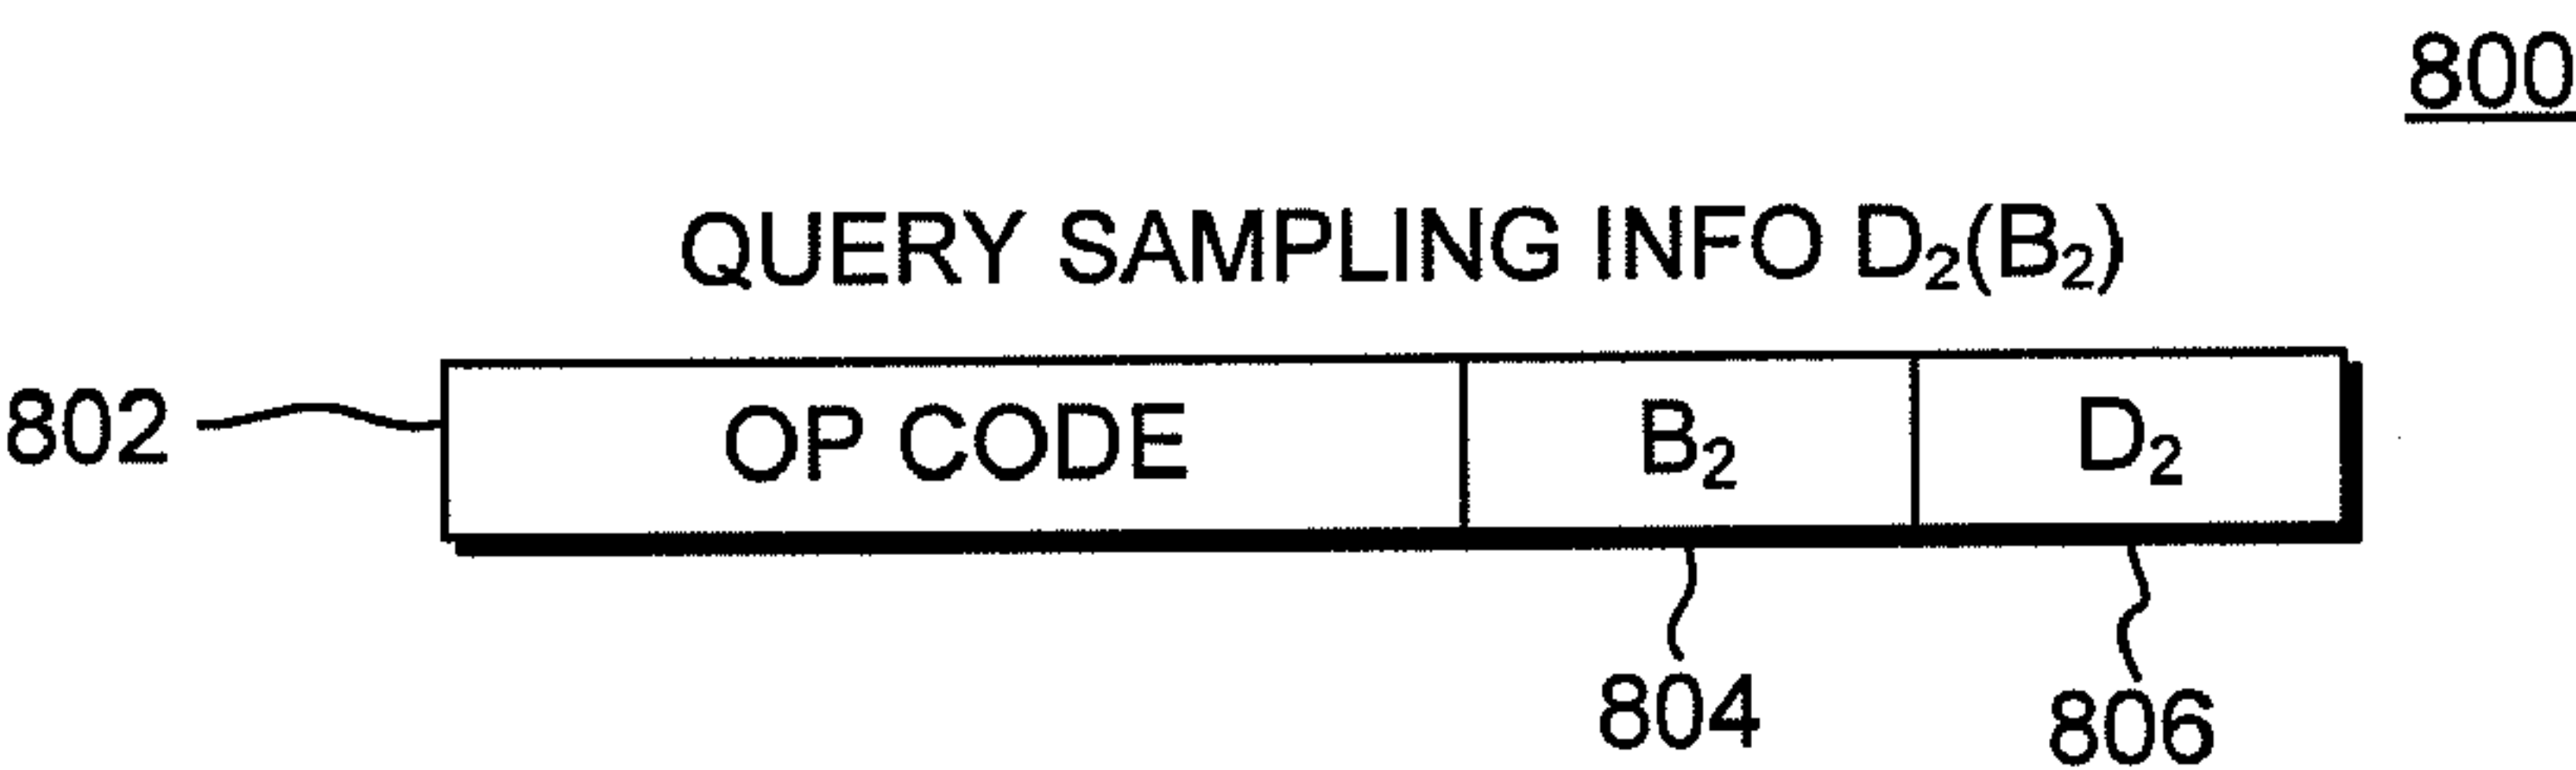 800
QUERY SAMPLING INFO D₂(B₂)
802 OP CODE B₂ D₂
804 806